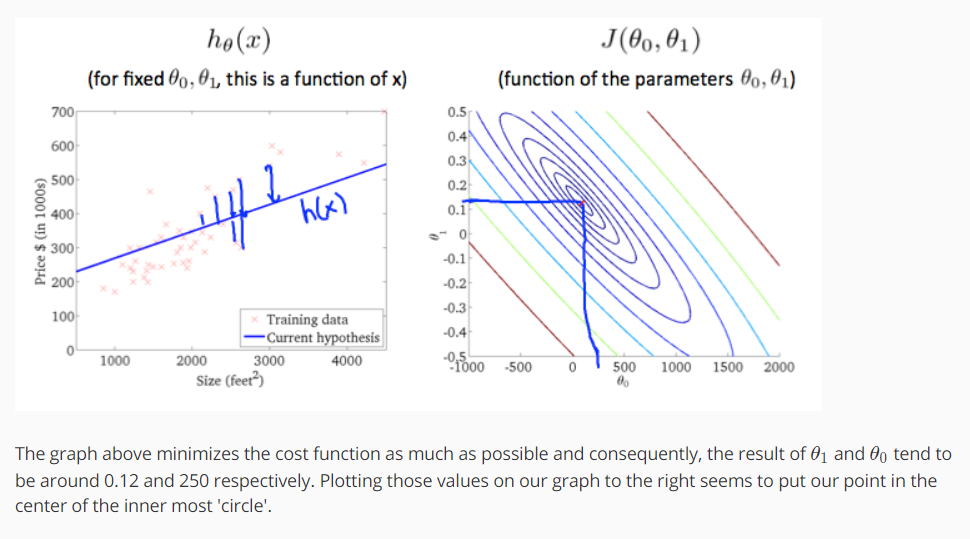 hθ(x)
(for fixed θ0, θ1, this is a function of x)
J(θ0, θ1)
(function of the parameters θ0, θ1)
Price $ (in 1000s)
700
600
500
400
300
200
100
0
1000
2000
3000
4000
Size (feet²)
h(x)
Training data
Current hypothesis
θ1
0.5
0.4
0.3
0.2
0.1
0
-0.1
-0.2
-0.3
-0.4
-0.5
-1000
-500
0
500
1000
1500
2000
θ0
The graph above minimizes the cost function as much as possible and consequently, the result of θ1 and θ0 tend to
be around 0.12 and 250 respectively. Plotting those values on our graph to the right seems to put our point in the
center of the inner most 'circle'.